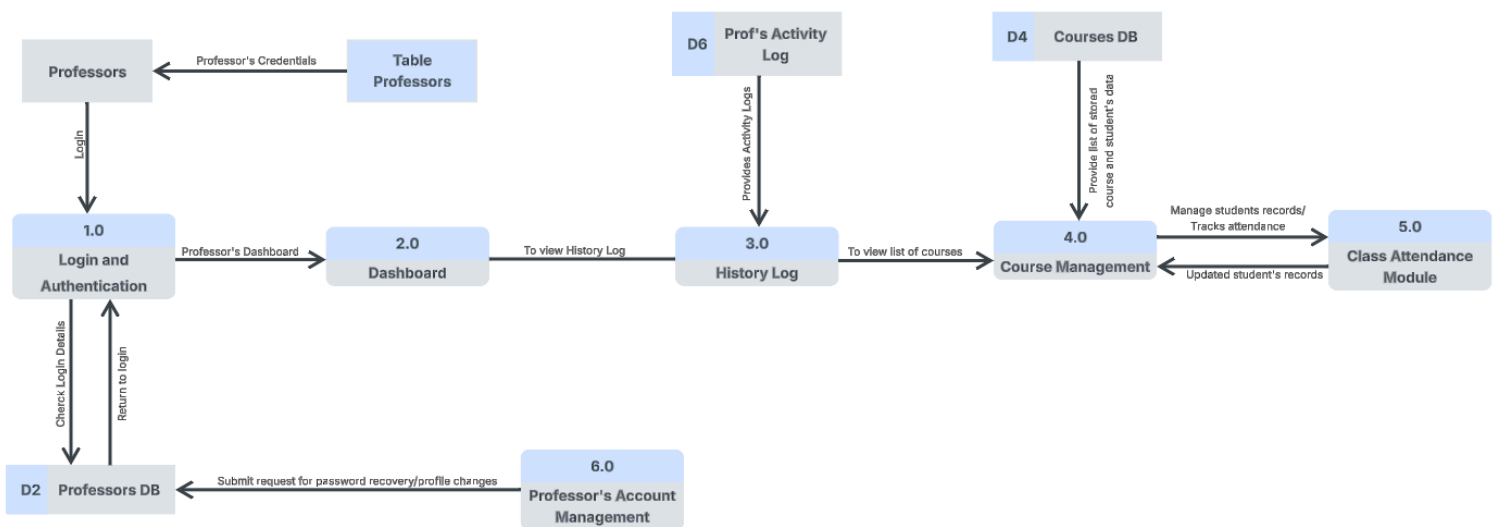 Professors
Professor's Credentials
Table
Professors
D6
Prof's Activity
Log
D4
Courses DB
Login
Provides Activity Logs
Provide list of stored
course and student's data
1.0
Login and
Authentication
Professor's Dashboard
2.0
Dashboard
To view History Log
3.0
History Log
To view list of courses
4.0
Course Management
Manage students records/
Tracks attendance
Updated student's records
5.0
Class Attendance
Module
Cherck Login Details
Return to login
D2
Professors DB
Submit request for password recovery/profile changes
6.0
Professor's Account
Management